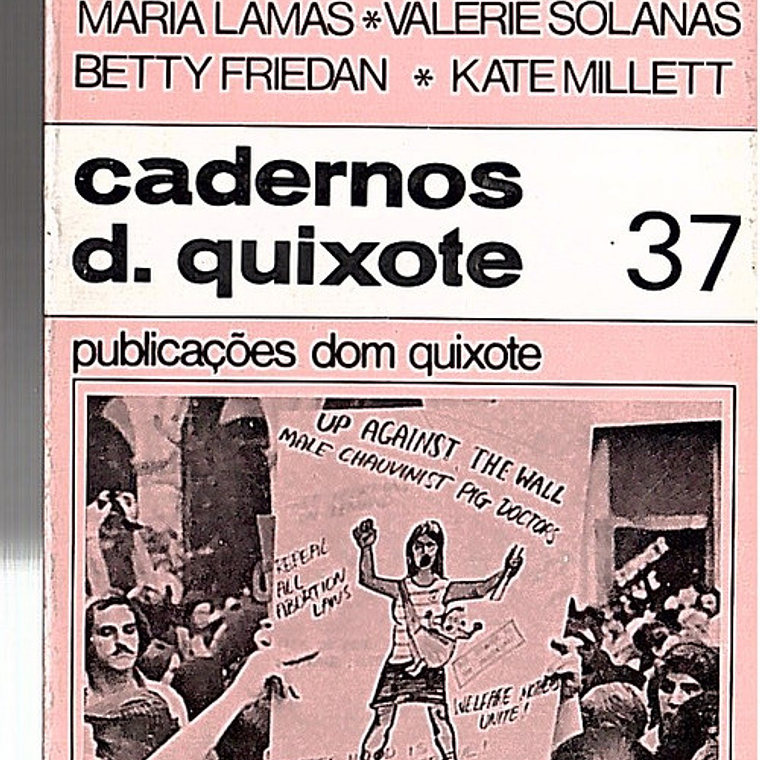 MARIA LAMAS * VALERIE SOLANAS
BETTY FRIEDAN * KATE MILLETT
cadernos
d. quixote 37
publicações dom quixote
UP AGAINST THE WALL
MALE CHAUVINIST PIG DOCTORS
REPEAL
ALL
ABORTION
LAWS
WELFARE MOTHERS
UNITE!